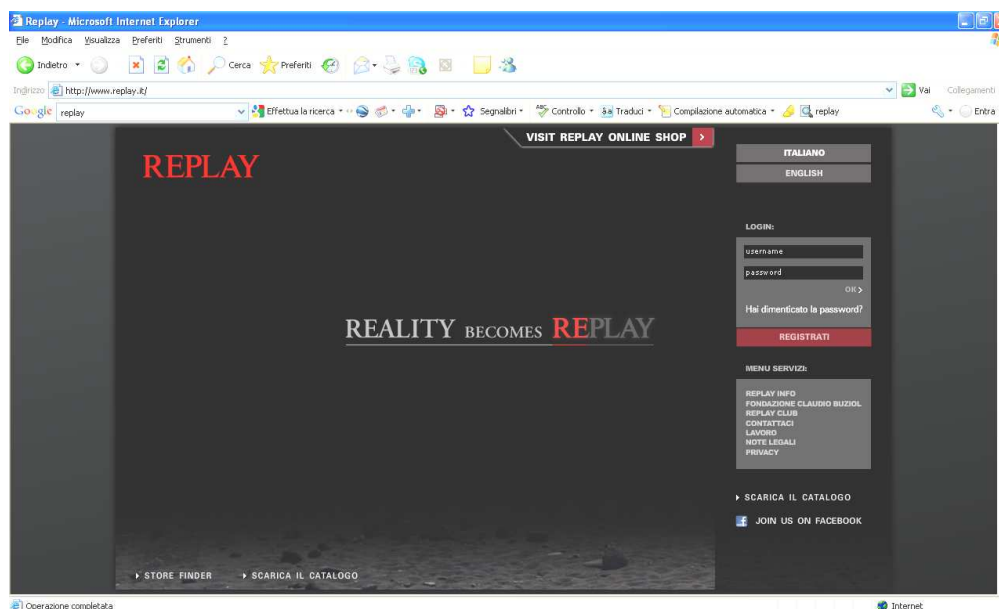 Replay - Microsoft Internet Explorer
File Modifica Visualizza Preferiti Strumenti ?
Indietro Cerca Preferiti
Indirizzo http://www.replay.it/ Vai Collegamenti
Google replay Effettua la ricerca Segnalibri ABC Controllo Traduci Compilazione automatica replay Entra
VISIT REPLAY ONLINE SHOP >
REPLAY
ITALIANO
ENGLISH
LOGIN:
username
password
OK >
Hai dimenticato la password?
REGISTRATI
REALITY BECOMES REPLAY
MENU SERVIZI:
REPLAY INFO
FONDAZIONE CLAUDIO BUZIOL
REPLAY CLUB
CONTATTACI
LAVORO
NOTE LEGALI
PRIVACY
SCARICA IL CATALOGO
f JOIN US ON FACEBOOK
STORE FINDER SCARICA IL CATALOGO
Operazione completata Internet